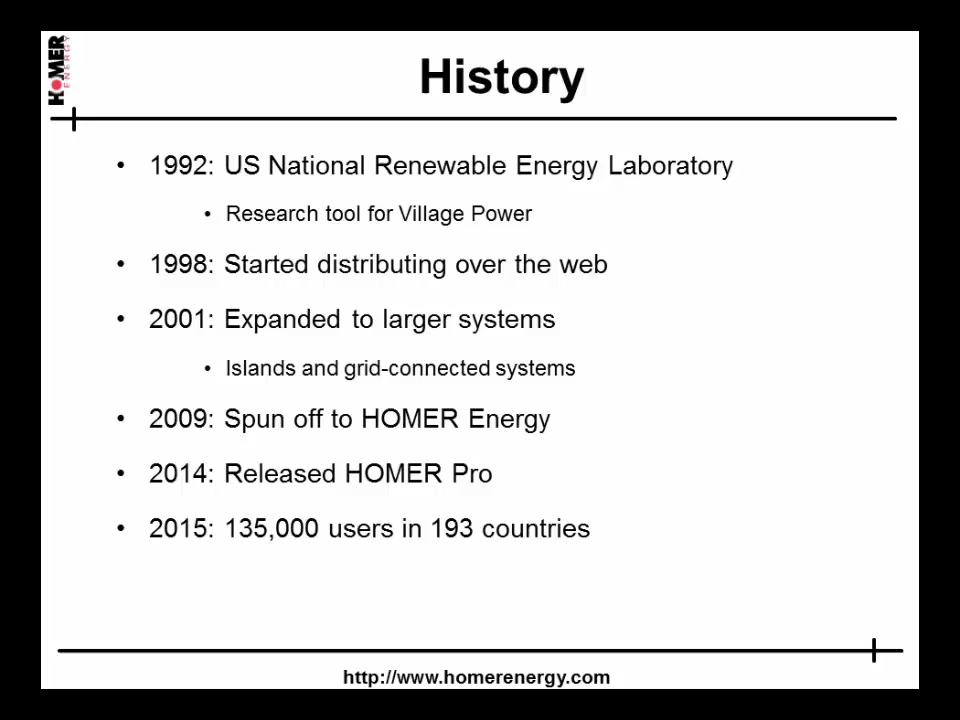 HOMER
ENERGY
History
• 1992: US National Renewable Energy Laboratory
• Research tool for Village Power
• 1998: Started distributing over the web
• 2001: Expanded to larger systems
• Islands and grid-connected systems
• 2009: Spun off to HOMER Energy
• 2014: Released HOMER Pro
• 2015: 135,000 users in 193 countries
http://www.homerenergy.com